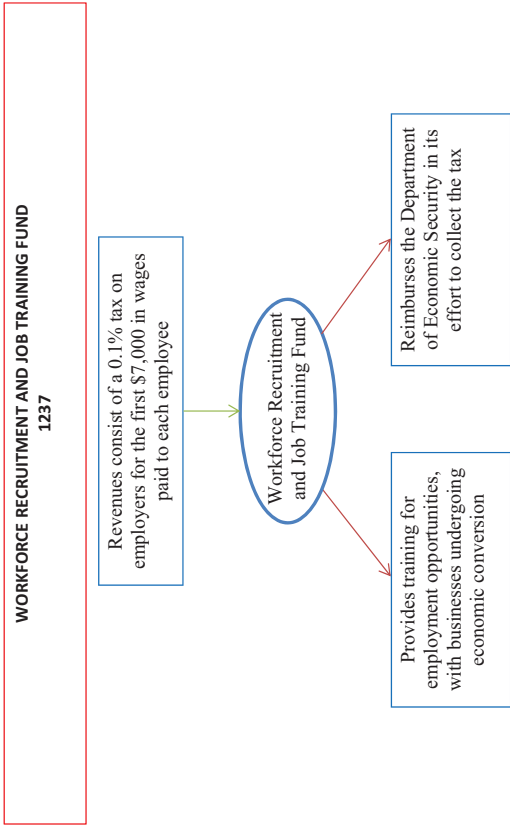 WORKFORCE RECRUITMENT AND JOB TRAINING FUND
1237
Revenues consist of a 0.1% tax on
employers for the first $7,000 in wages
paid to each employee
Workforce Recruitment
and Job Training Fund
Provides training for
employment opportunities,
with businesses undergoing
economic conversion
Reimburses the Department
of Economic Security in its
effort to collect the tax